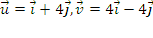 u⃗ = i⃗ + 4j⃗, v⃗ = 4i⃗ − 4j⃗